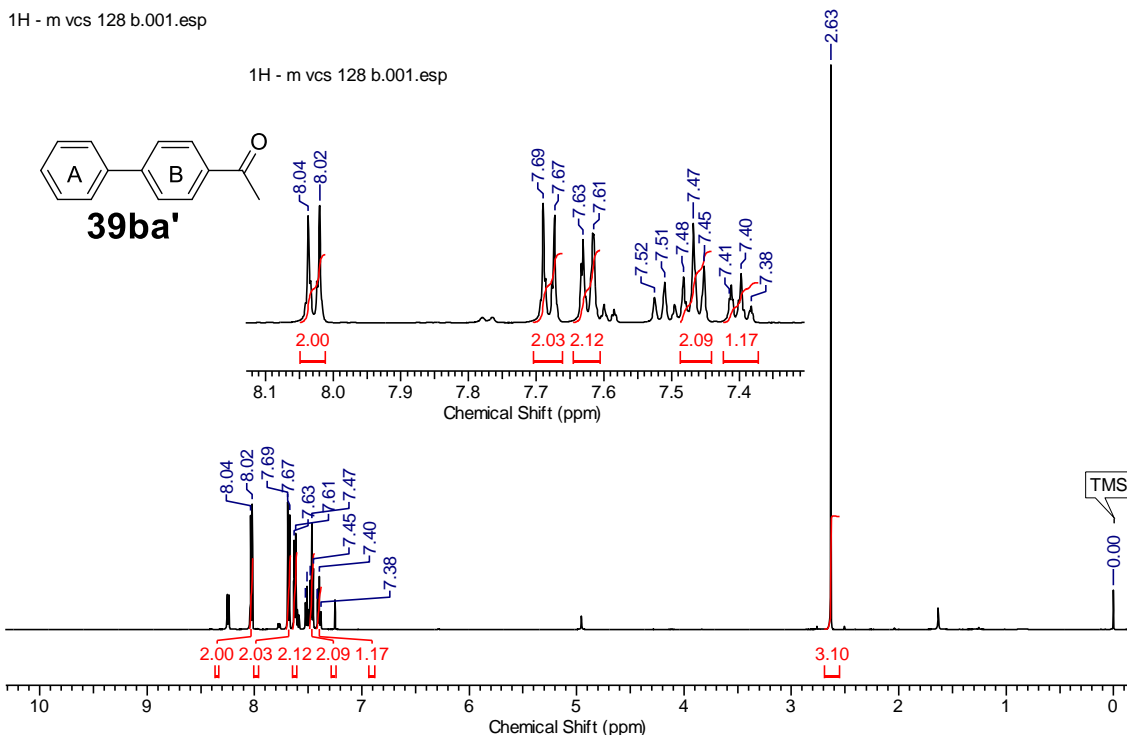 1H - m vcs 128 b.001.esp
1H - m vcs 128 b.001.esp
A
B
O
39ba'
8.04
8.02
7.69
7.67
7.63
7.61
7.52
7.51
7.48
7.47
7.45
7.41
7.40
7.38
2.00 2.03 2.12 2.09 1.17
8.1 8.0 7.9 7.8 7.7 7.6 7.5 7.4
Chemical Shift (ppm)
2.63
8.04
8.02
7.69
7.67
7.63
7.61
7.47
7.45
7.40
7.38
TMS
0.00
2.00 2.03 2.12 2.09 1.17 3.10
10 9 8 7 6 5 4 3 2 1 0
Chemical Shift (ppm)